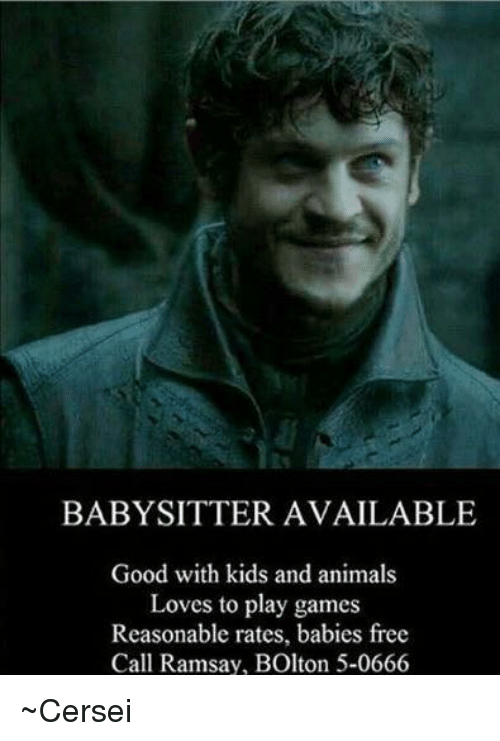 BABYSITTER AVAILABLE
Good with kids and animals
Loves to play games
Reasonable rates, babies free
Call Ramsay, BOlton 5-0666
~Cersei